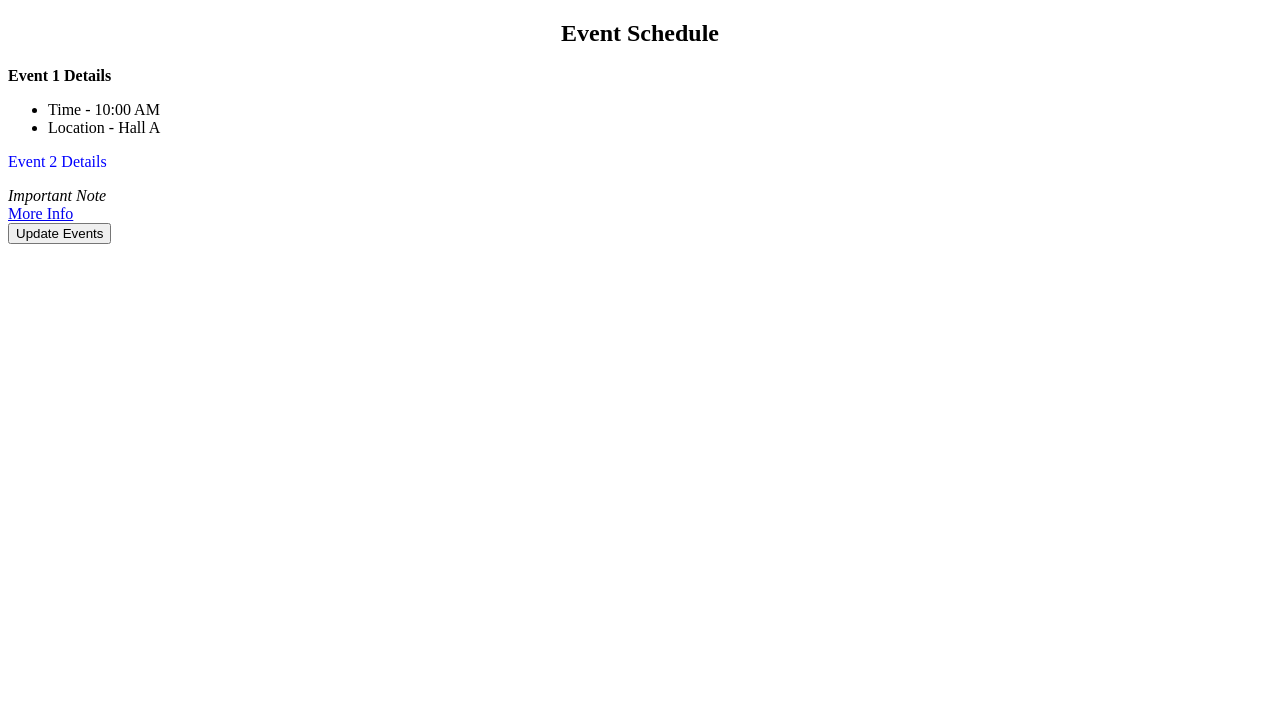 Event Schedule
Event 1 Details
Time - 10:00 AM
Location - Hall A
Event 2 Details
Important Note
More Info
Update Events